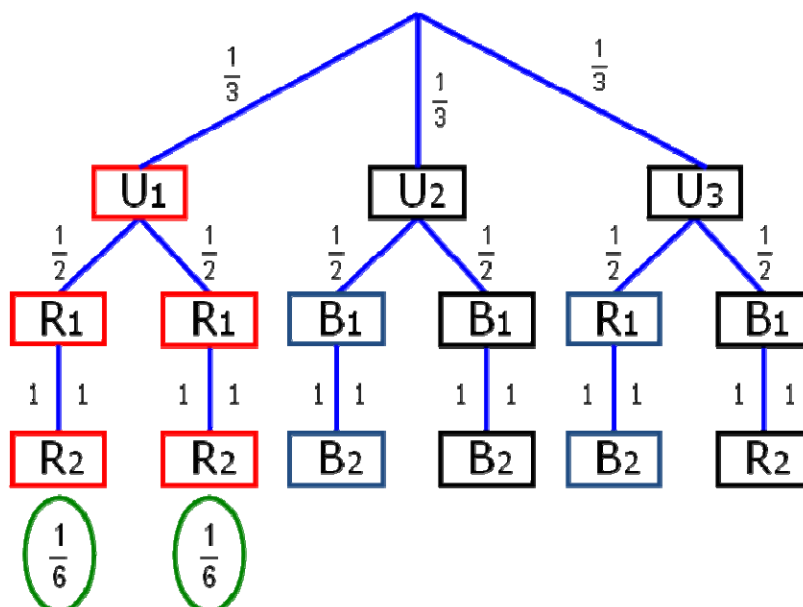 1/3 1/3 1/3
U1 U2 U3
1/2 1/2 1/2 1/2 1/2 1/2
R1 R1 B1 B1 R1 B1
1 1 1 1 1 1 1 1 1 1 1 1
R2 R2 B2 B2 B2 R2
1/6 1/6